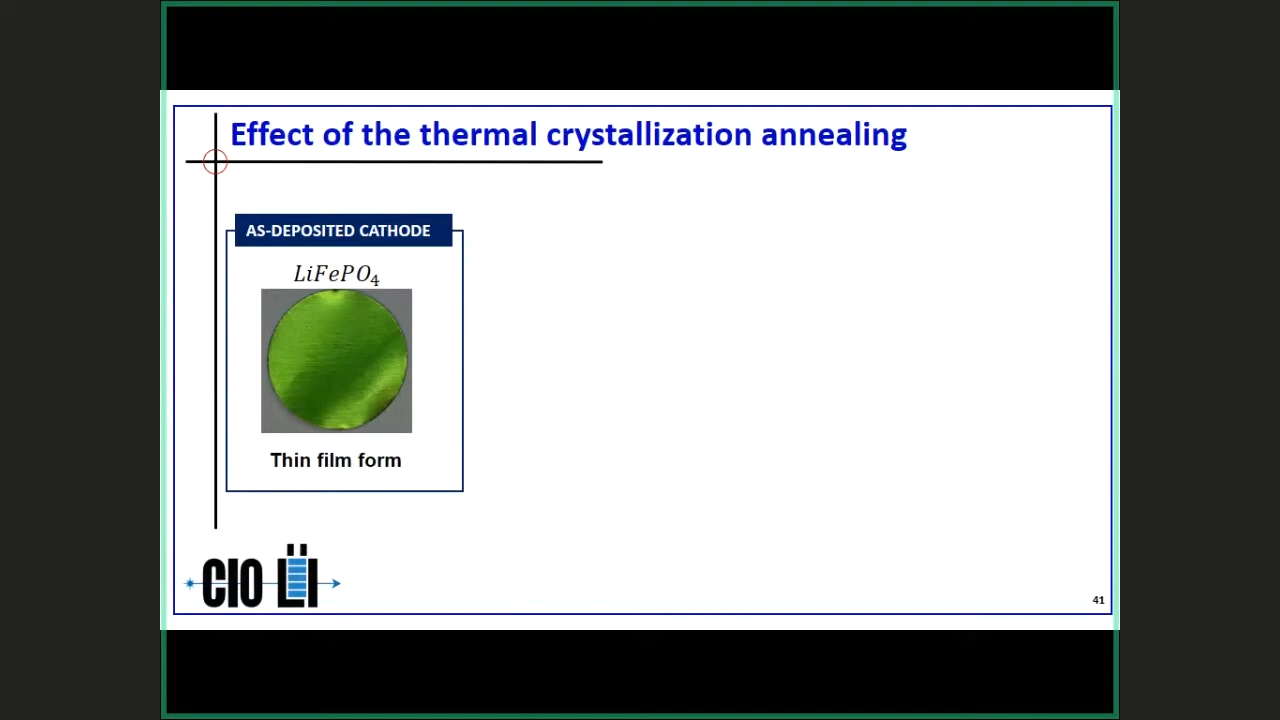 Effect of the thermal crystallization annealing
AS-DEPOSITED CATHODE
LiFePO₄
Thin film form
CIO Li
41